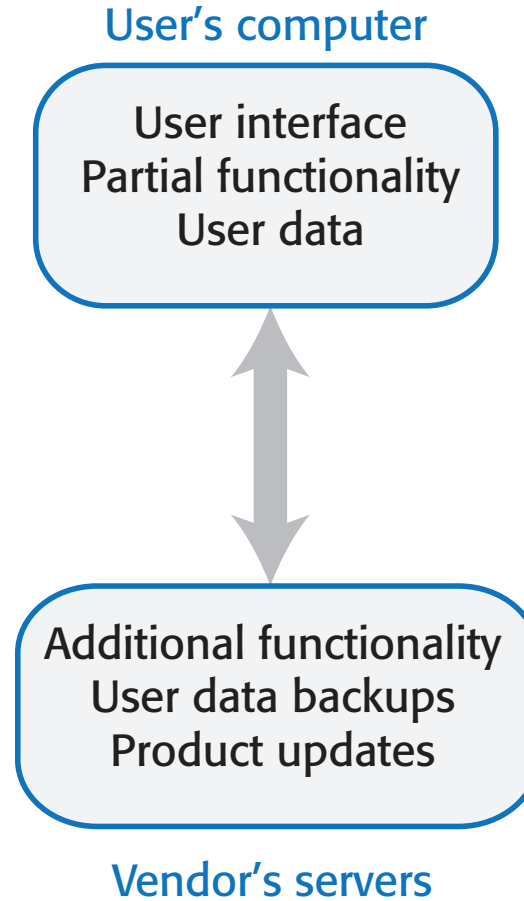 User’s computer
User interface
Partial functionality
User data
Additional functionality
User data backups
Product updates
Vendor’s servers